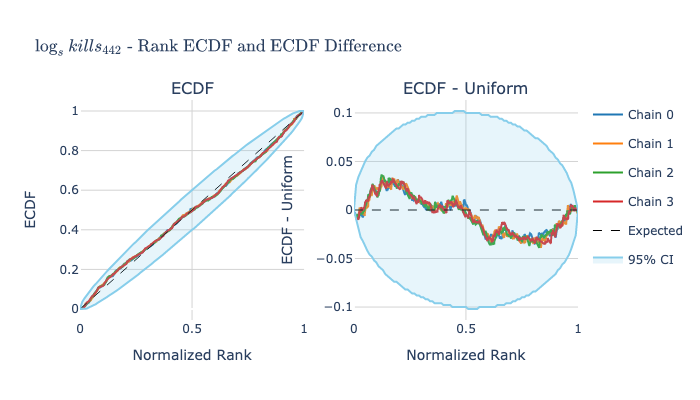 log_s kills_442 - Rank ECDF and ECDF Difference
ECDF
ECDF - Uniform
1
0.8
0.6
0.4
0.2
0
ECDF
0
0.5
1
Normalized Rank
0.1
0.05
0
−0.05
−0.1
ECDF - Uniform
0
0.5
1
Normalized Rank
Chain 0
Chain 1
Chain 2
Chain 3
Expected
95% CI